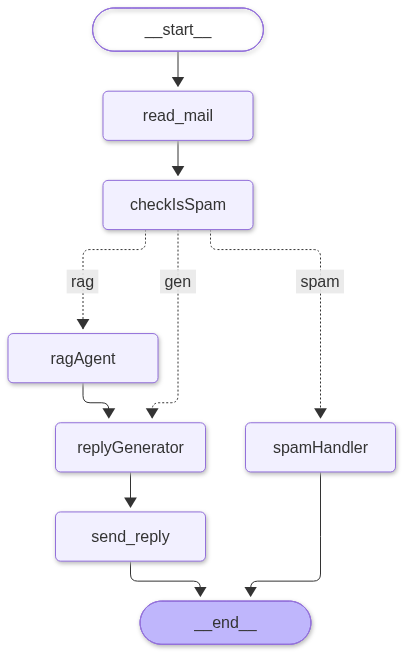 __start__
read_mail
checkIsSpam
rag
gen
spam
ragAgent
replyGenerator
spamHandler
send_reply
__end__